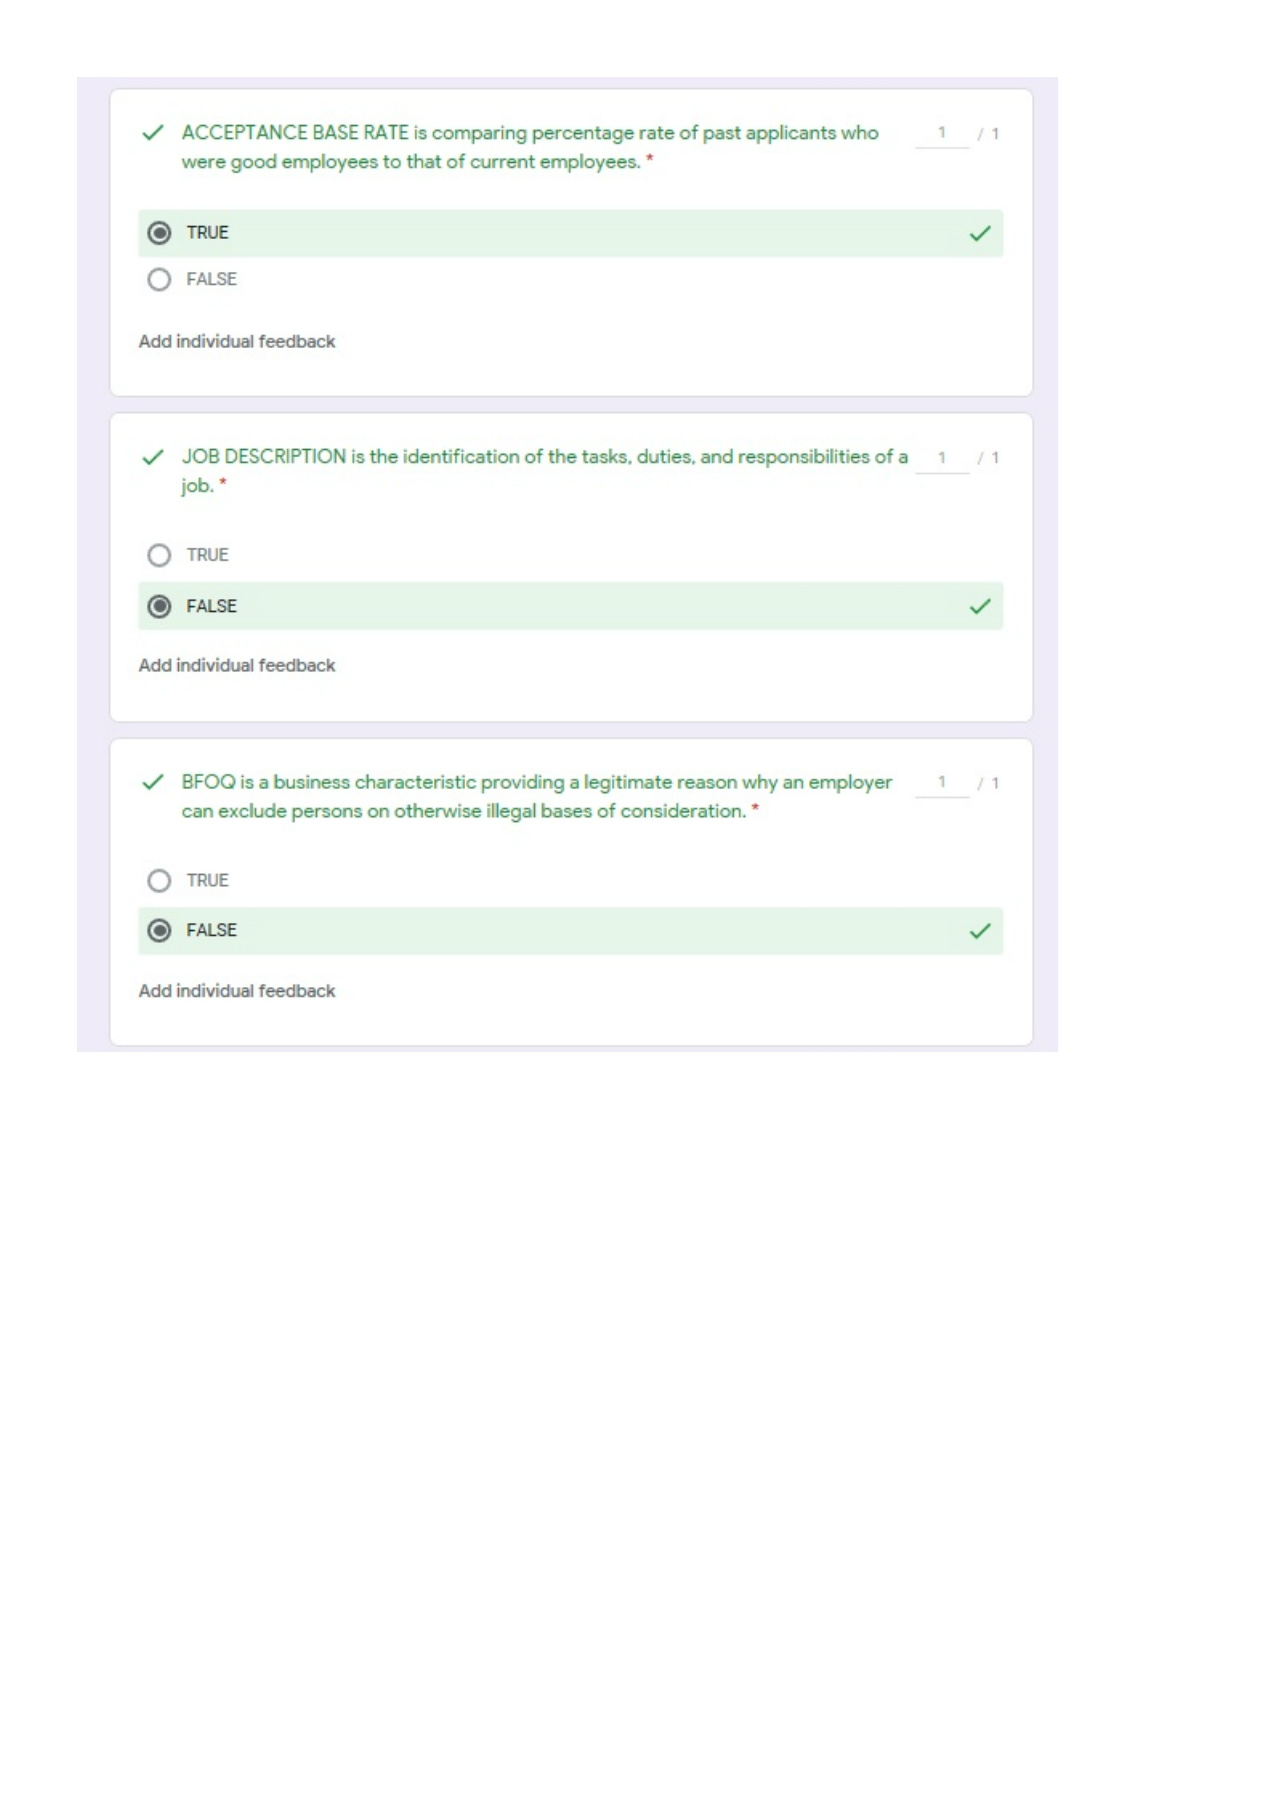 ACCEPTANCE BASE RATE is comparing percentage rate of past applicants who 1 / 1
were good employees to that of current employees. *
TRUE
FALSE
Add individual feedback
JOB DESCRIPTION is the identification of the tasks, duties, and responsibilities of a 1 / 1
job. *
TRUE
FALSE
Add individual feedback
BFOQ is a business characteristic providing a legitimate reason why an employer 1 / 1
can exclude persons on otherwise illegal bases of consideration. *
TRUE
FALSE
Add individual feedback